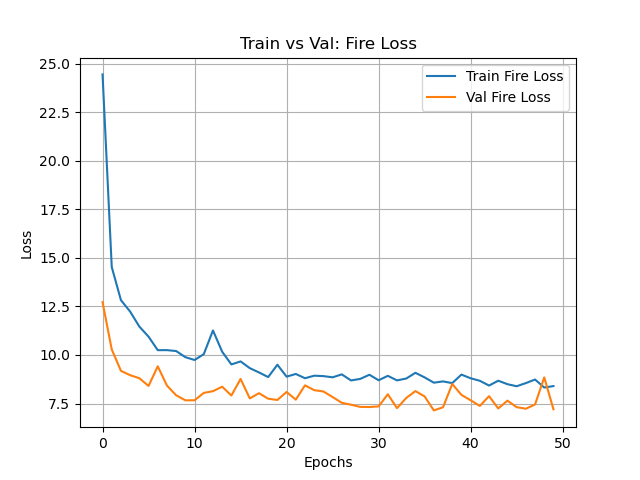 Train vs Val: Fire Loss
25.0
22.5
20.0
17.5
15.0
12.5
10.0
7.5
Loss
Train Fire Loss
Val Fire Loss
0 10 20 30 40 50
Epochs